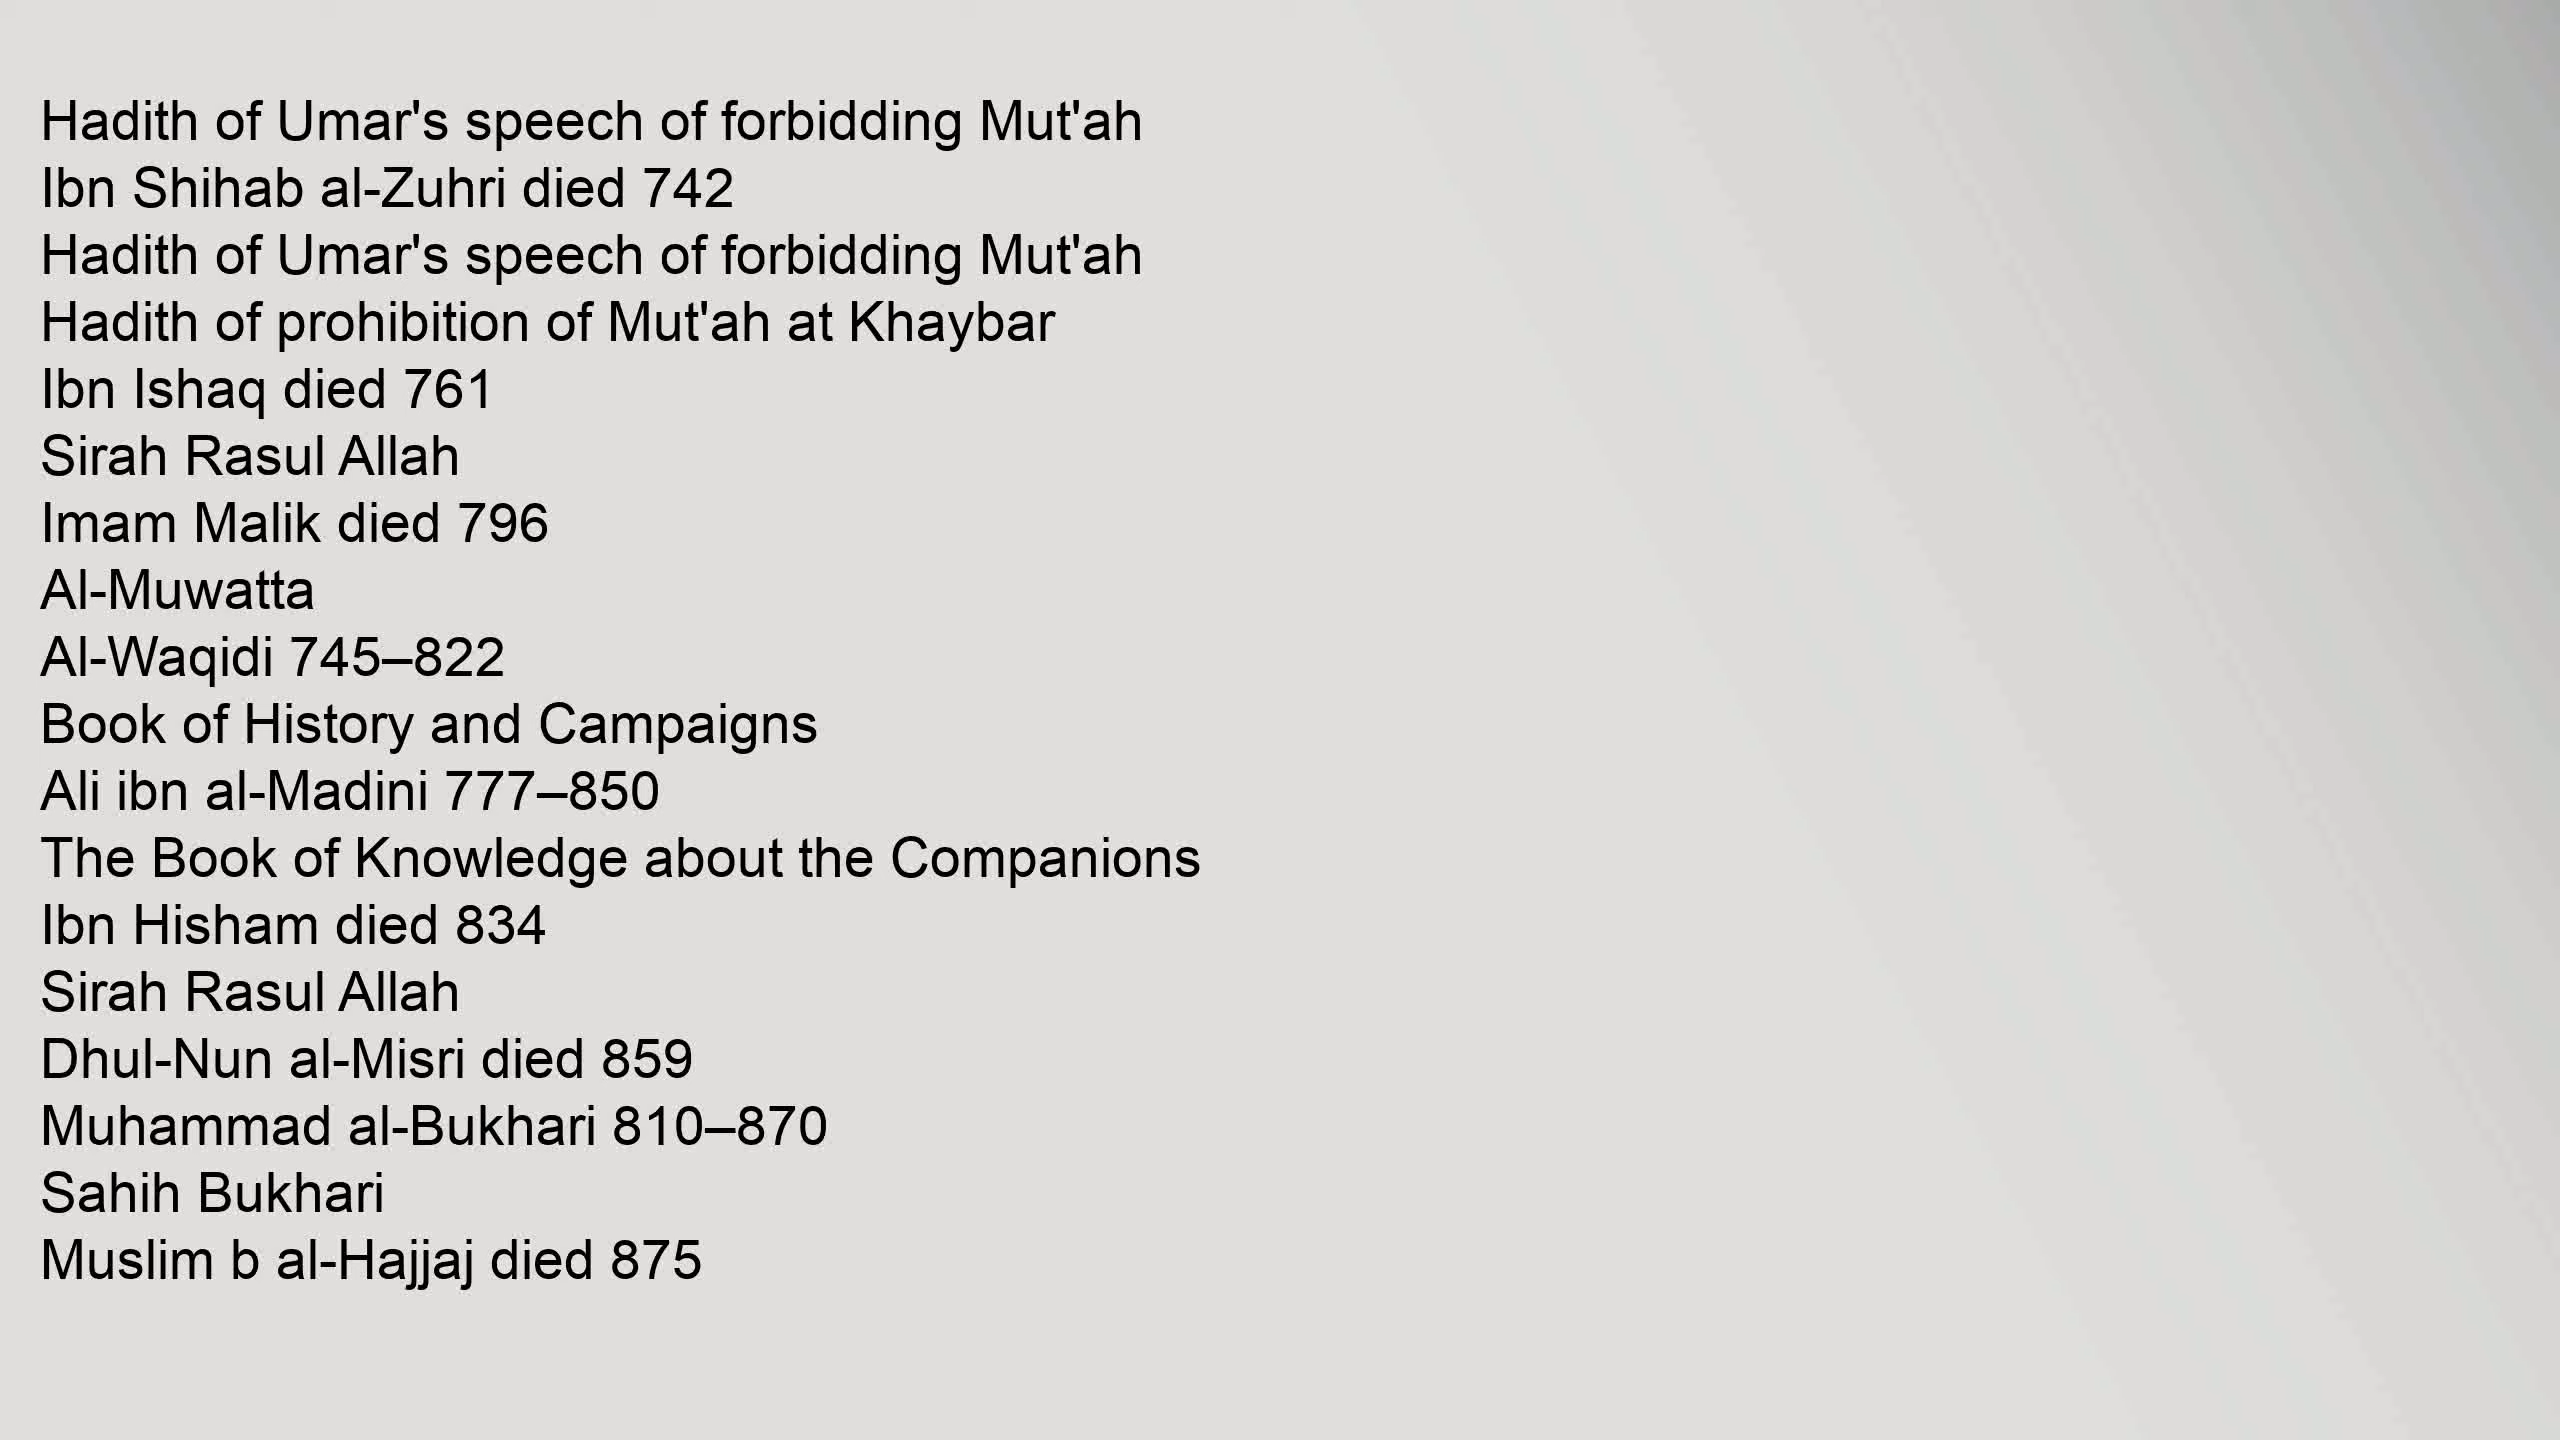 Hadith of Umar's speech of forbidding Mut'ah
Ibn Shihab al-Zuhri died 742
Hadith of Umar's speech of forbidding Mut'ah
Hadith of prohibition of Mut'ah at Khaybar
Ibn Ishaq died 761
Sirah Rasul Allah
Imam Malik died 796
Al-Muwatta
Al-Waqidi 745–822
Book of History and Campaigns
Ali ibn al-Madini 777–850
The Book of Knowledge about the Companions
Ibn Hisham died 834
Sirah Rasul Allah
Dhul-Nun al-Misri died 859
Muhammad al-Bukhari 810–870
Sahih Bukhari
Muslim b al-Hajjaj died 875